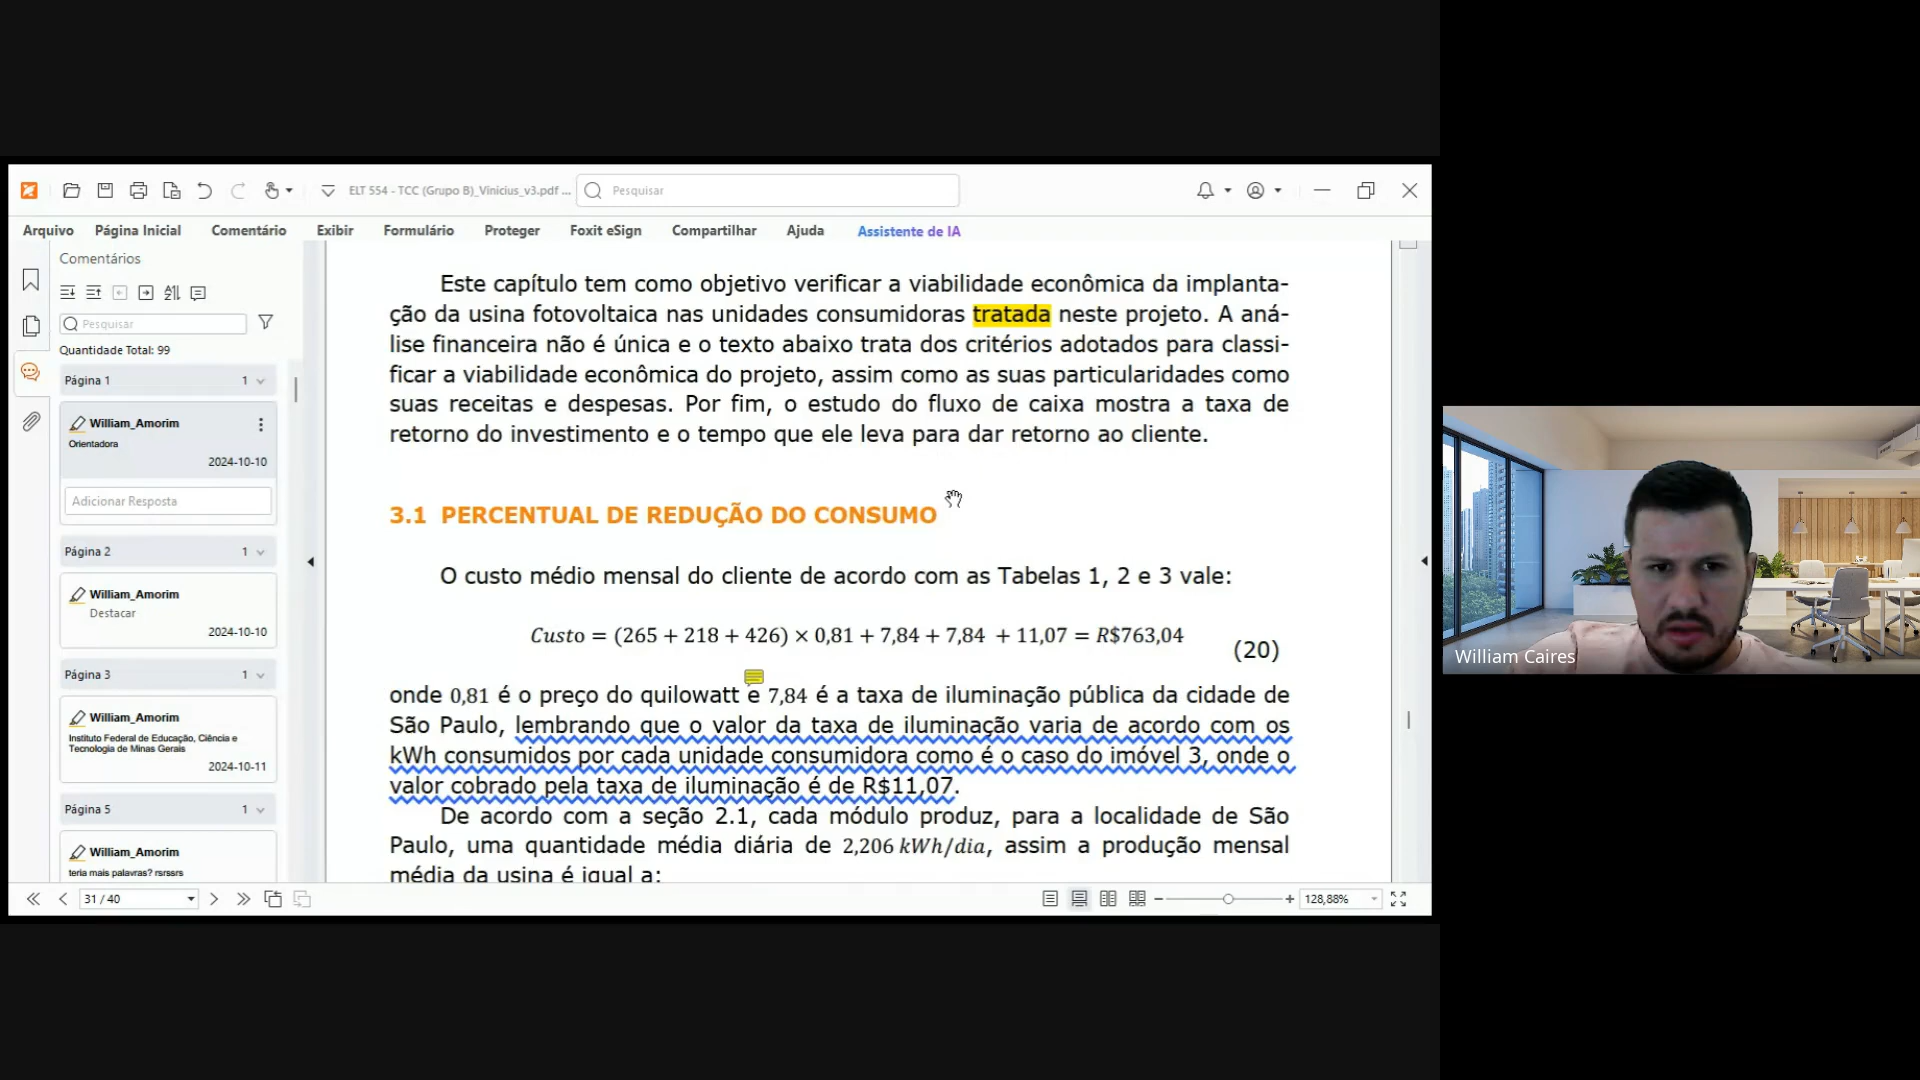 ELT 554 - TCC (Grupo B)_Vinicius_v3.pdf ...
Pesquisar
Arquivo Página Inicial Comentário Exibir Formulário Proteger Foxit eSign Compartilhar Ajuda Assistente de IA
Comentários
Pesquisar
Quantidade Total: 99
Página 1 1
William_Amorim
Orientadora
2024-10-10
Adicionar Resposta
Página 2 1
William_Amorim
Destacar
2024-10-10
Página 3 1
William_Amorim
Instituto Federal de Educação, Ciência e
Tecnologia de Minas Gerais
2024-10-11
Página 5 1
William_Amorim
teria mais palavras? rsrssrs
Este capítulo tem como objetivo verificar a viabilidade econômica da implanta-
ção da usina fotovoltaica nas unidades consumidoras tratada neste projeto. A aná-
lise financeira não é única e o texto abaixo trata dos critérios adotados para classi-
ficar a viabilidade econômica do projeto, assim como as suas particularidades como
suas receitas e despesas. Por fim, o estudo do fluxo de caixa mostra a taxa de
retorno do investimento e o tempo que ele leva para dar retorno ao cliente.
3.1 PERCENTUAL DE REDUÇÃO DO CONSUMO
O custo médio mensal do cliente de acordo com as Tabelas 1, 2 e 3 vale:
Custo = (265 + 218 + 426) × 0,81 + 7,84 + 7,84 + 11,07 = R$763,04
(20)
onde 0,81 é o preço do quilowatt e 7,84 é a taxa de iluminação pública da cidade de
São Paulo, lembrando que o valor da taxa de iluminação varia de acordo com os
kWh consumidos por cada unidade consumidora como é o caso do imóvel 3, onde o
valor cobrado pela taxa de iluminação é de R$11,07.
De acordo com a seção 2.1, cada módulo produz, para a localidade de São
Paulo, uma quantidade média diária de 2,206 kWh/dia, assim a produção mensal
média da usina é igual a:
31 / 40
128,88%
William Caires